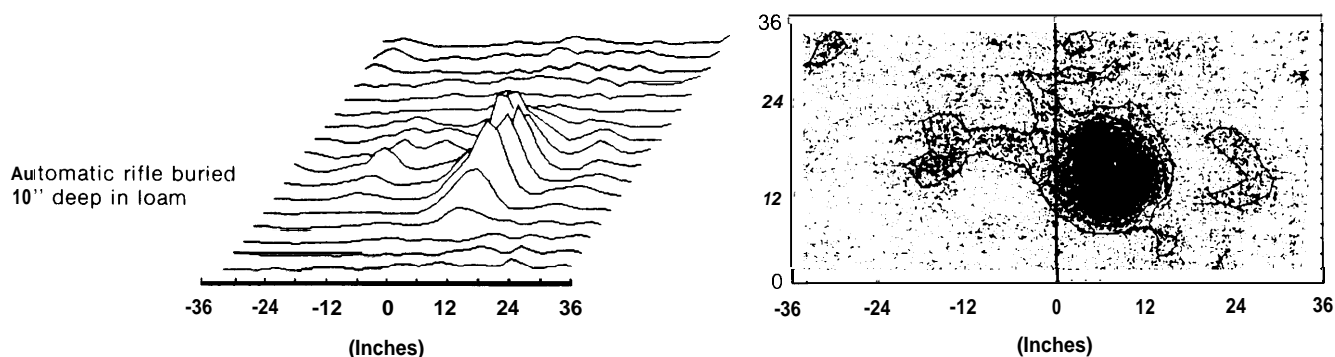 Automatic rifle buried
10'' deep in loam
-36 -24 -12 0 12 24 36
(Inches)
36
24
12
0
-36 -24 -12 0 12 24 36
(Inches)